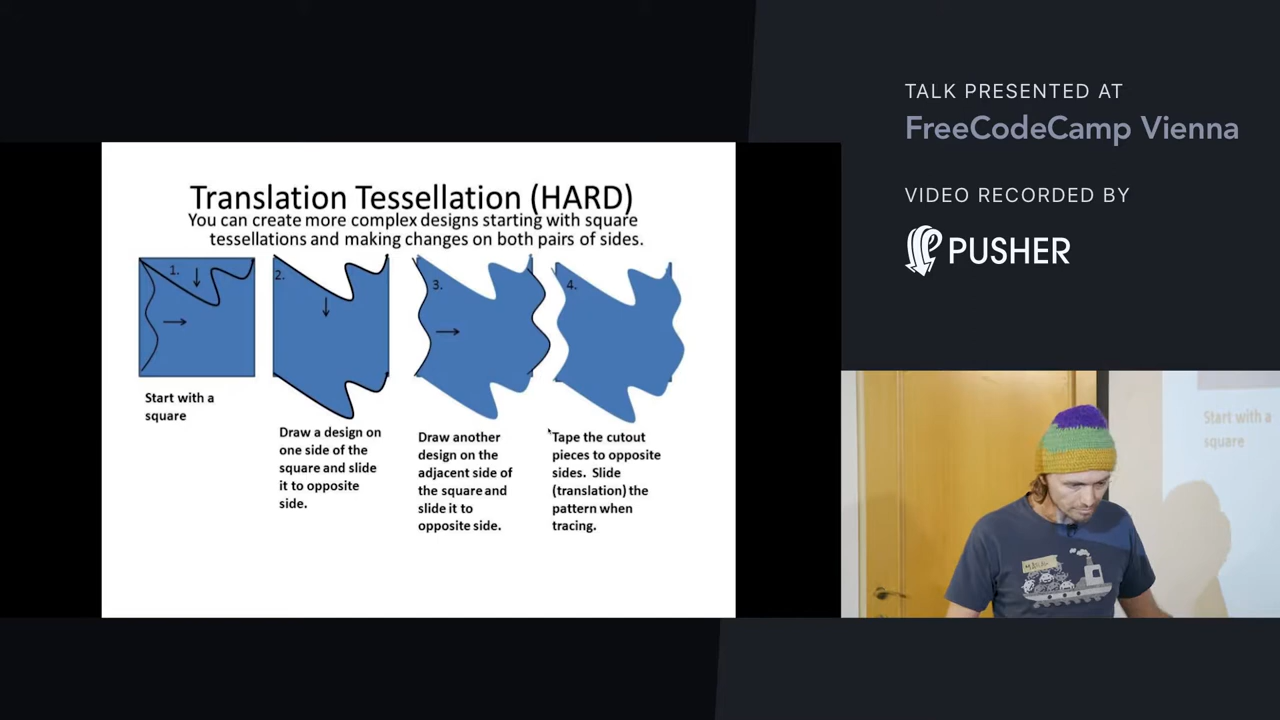 TALK PRESENTED AT
FreeCodeCamp Vienna
VIDEO RECORDED BY
PUSHER
Translation Tessellation (HARD)
You can create more complex designs starting with square
tessellations and making changes on both pairs of sides.
1.
2.
3.
4.
Start with a
square
Draw a design on
one side of the
square and slide
it to opposite
side.
Draw another
design on the
adjacent side of
the square and
slide it to
opposite side.
Tape the cutout
pieces to opposite
sides. Slide
(translation) the
pattern when
tracing.
Start with a
square